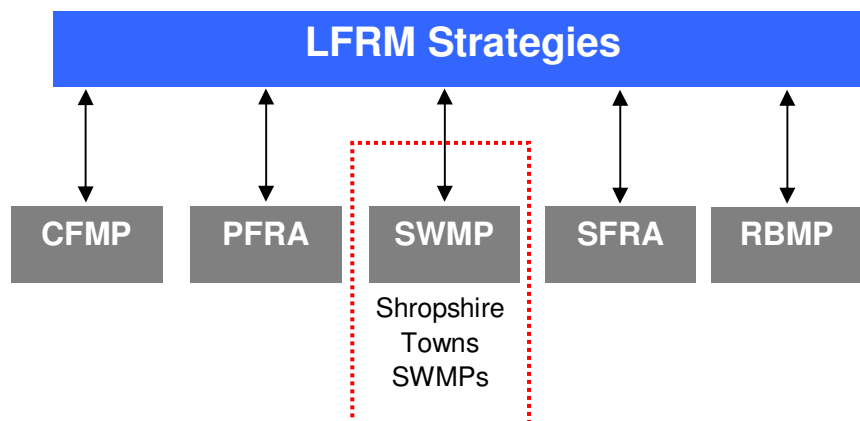 LFRM Strategies
CFMP
PFRA
SWMP
SFRA
RBMP
Shropshire
Towns
SWMPs